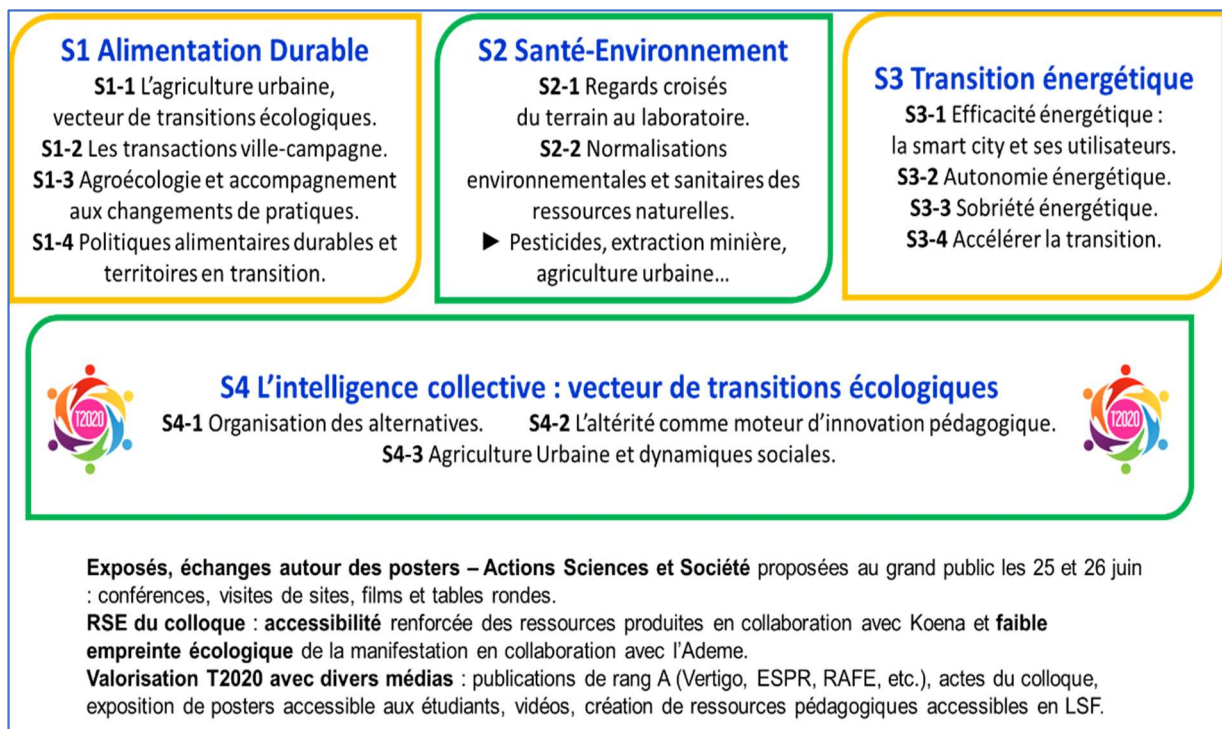 S1 Alimentation Durable
S1-1 L’agriculture urbaine,
vecteur de transitions écologiques.
S1-2 Les transactions ville-campagne.
S1-3 Agroécologie et accompagnement
aux changements de pratiques.
S1-4 Politiques alimentaires durables et
territoires en transition.
S2 Santé-Environnement
S2-1 Regards croisés
du terrain au laboratoire.
S2-2 Normalisations
environnementales et sanitaires des
ressources naturelles.
► Pesticides, extraction minière,
agriculture urbaine…
S3 Transition énergétique
S3-1 Efficacité énergétique :
la smart city et ses utilisateurs.
S3-2 Autonomie énergétique.
S3-3 Sobriété énergétique.
S3-4 Accélérer la transition.
T2020
S4 L’intelligence collective : vecteur de transitions écologiques
S4-1 Organisation des alternatives. S4-2 L’altérité comme moteur d’innovation pédagogique.
S4-3 Agriculture Urbaine et dynamiques sociales.
T2020
Exposés, échanges autour des posters – Actions Sciences et Société proposées au grand public les 25 et 26 juin
: conférences, visites de sites, films et tables rondes.
RSE du colloque : accessibilité renforcée des ressources produites en collaboration avec Koena et faible
empreinte écologique de la manifestation en collaboration avec l’Ademe.
Valorisation T2020 avec divers médias : publications de rang A (Vertigo, ESPR, RAFE, etc.), actes du colloque,
exposition de posters accessible aux étudiants, vidéos, création de ressources pédagogiques accessibles en LSF.